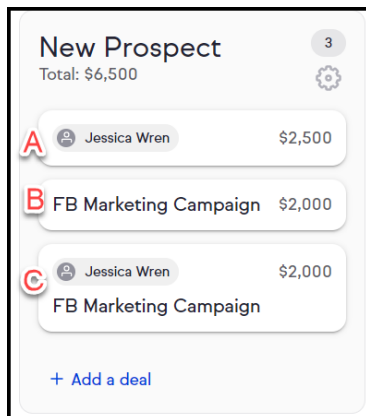 New Prospect 3
Total: $6,500
A Jessica Wren $2,500
B FB Marketing Campaign $2,000
C Jessica Wren $2,000
FB Marketing Campaign
+ Add a deal